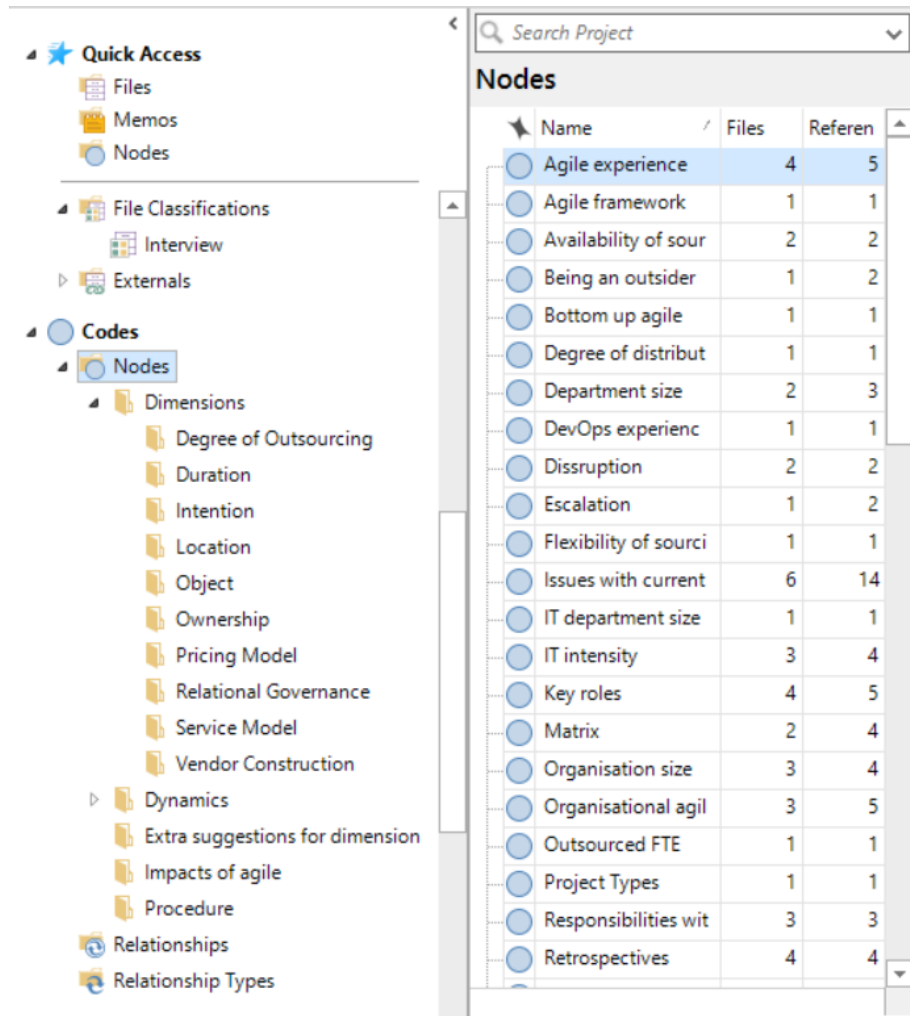 Quick Access
Files
Memos
Nodes
File Classifications
Interview
Externals
Codes
Nodes
Dimensions
Degree of Outsourcing
Duration
Intention
Location
Object
Ownership
Pricing Model
Relational Governance
Service Model
Vendor Construction
Dynamics
Extra suggestions for dimension
Impacts of agile
Procedure
Relationships
Relationship Types
Search Project
Nodes
Name Files Referen
Agile experience 4 5
Agile framework 1 1
Availability of sour 2 2
Being an outsider 1 2
Bottom up agile 1 1
Degree of distribut 1 1
Department size 2 3
DevOps experienc 1 1
Dissruption 2 2
Escalation 1 2
Flexibility of sourci 1 1
Issues with current 6 14
IT department size 1 1
IT intensity 3 4
Key roles 4 5
Matrix 2 4
Organisation size 3 4
Organisational agil 3 5
Outsourced FTE 1 1
Project Types 1 1
Responsibilities wit 3 3
Retrospectives 4 4